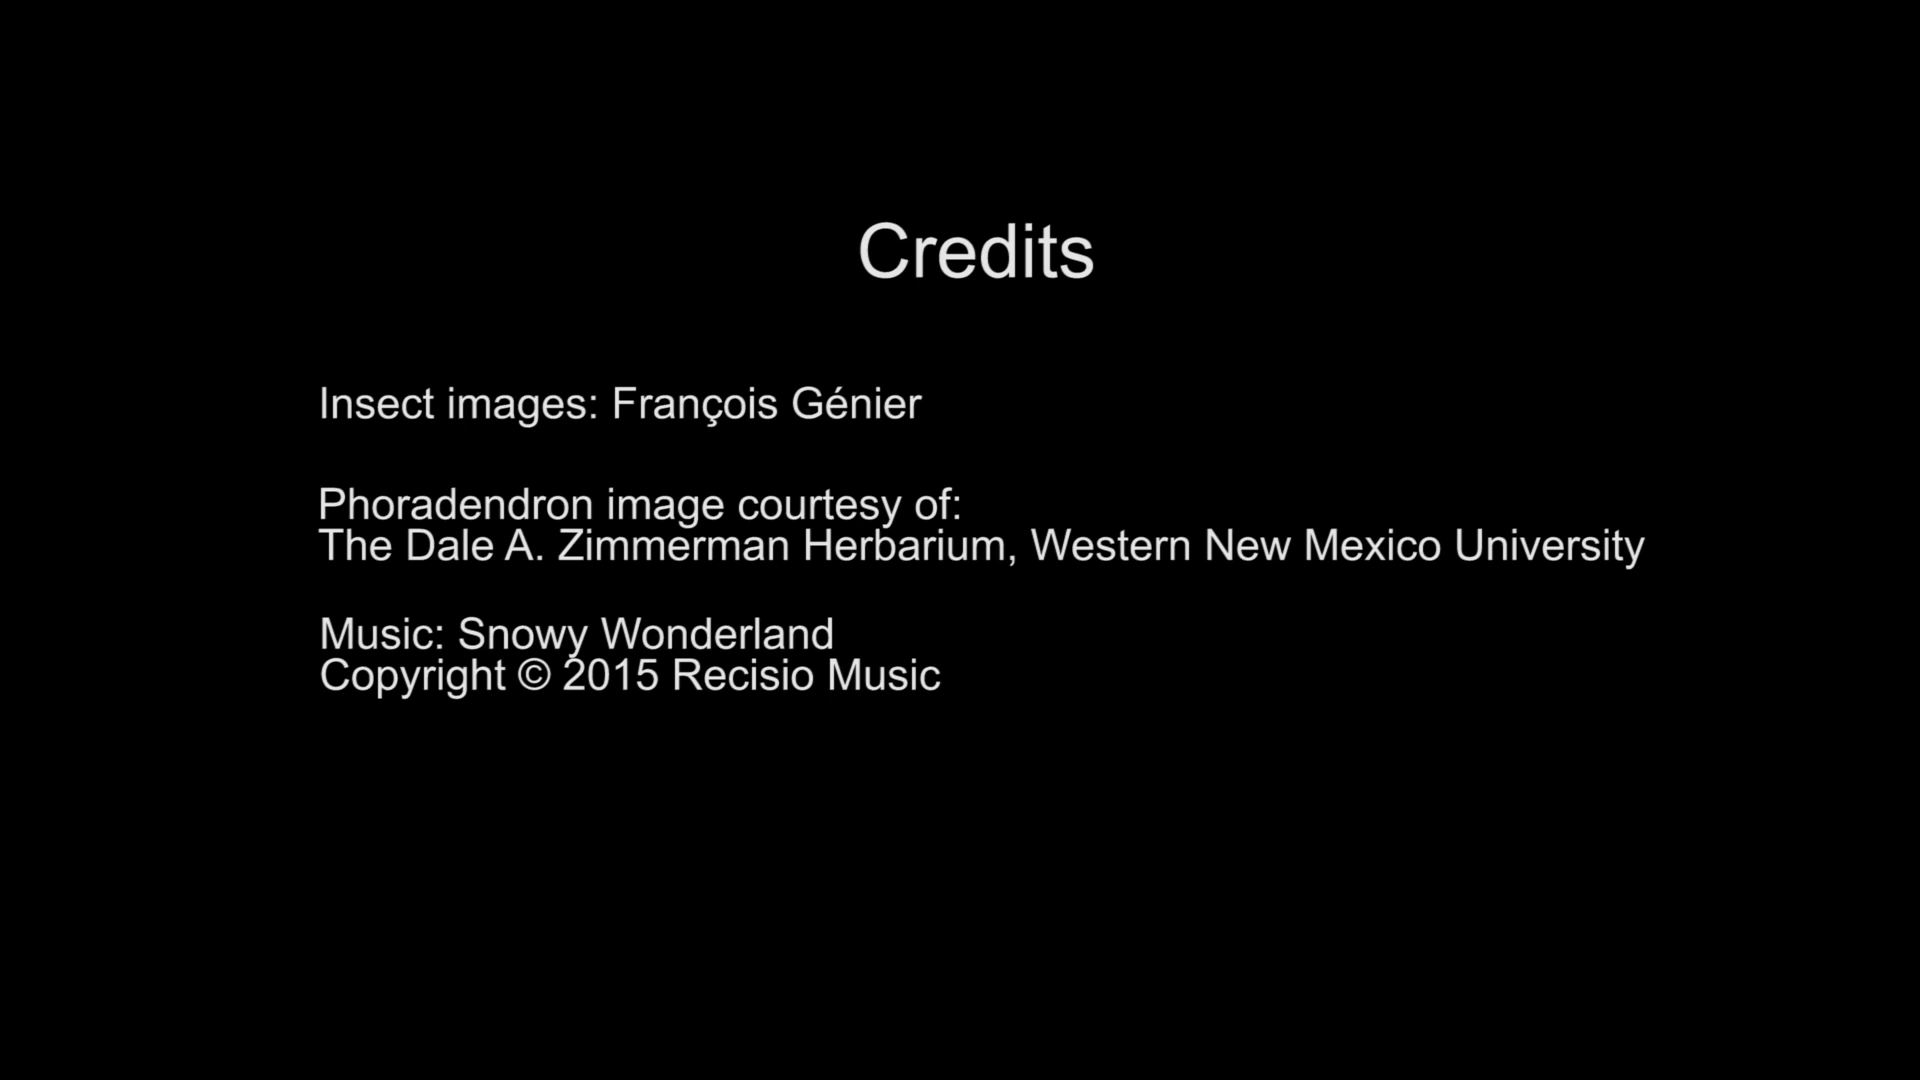 Credits
Insect images: François Génier
Phoradendron image courtesy of:
The Dale A. Zimmerman Herbarium, Western New Mexico University
Music: Snowy Wonderland
Copyright © 2015 Recisio Music